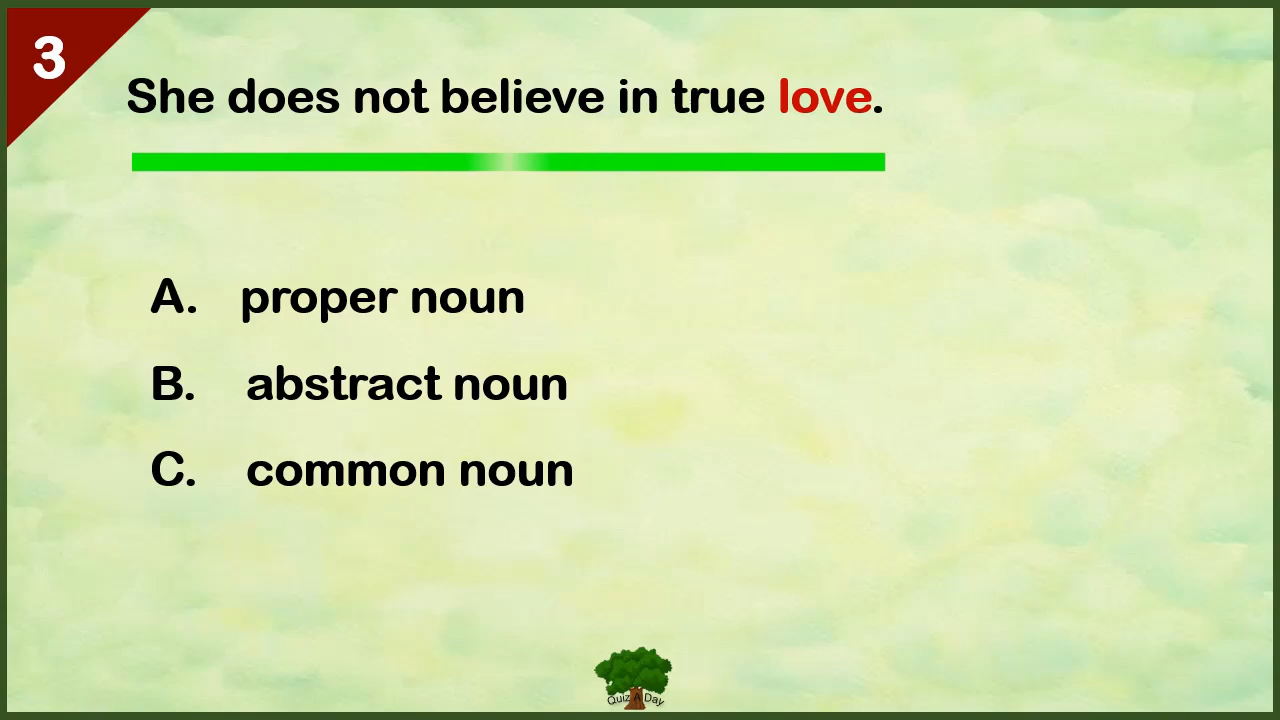 3
She does not believe in true love.
A. proper noun
B. abstract noun
C. common noun
Quiz A Day